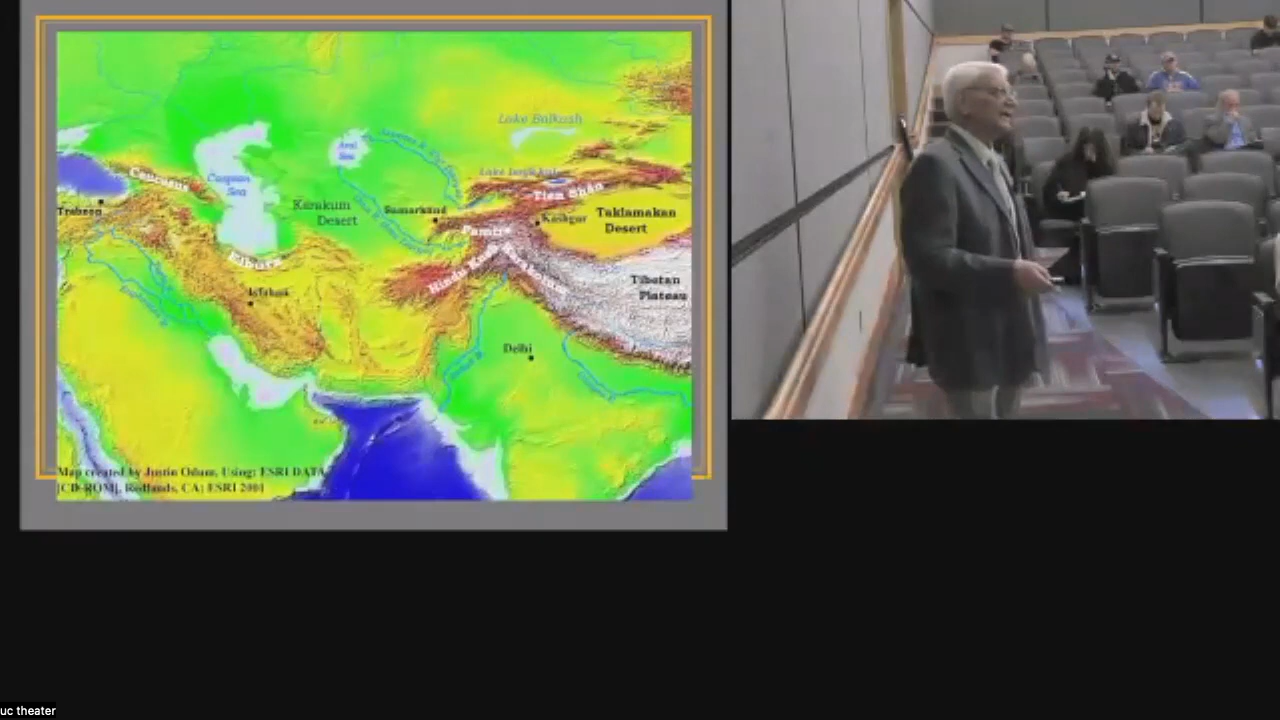 Lake Balkash
Aral
Sea
Caucasus
Caspian
Sea
Tien Shan
Trabzon
Karakum
Desert
Samarkand
Kashgar
Taklamakan
Desert
Pamirs
Elburz
Hindu Kush
Karakorum
Tibetan
Plateau
Isfahan
Delhi
Map created by Justin Odum, Using: ESRI DATA
[CD-ROM], Redlands, CA: ESRI 2001
uc theater